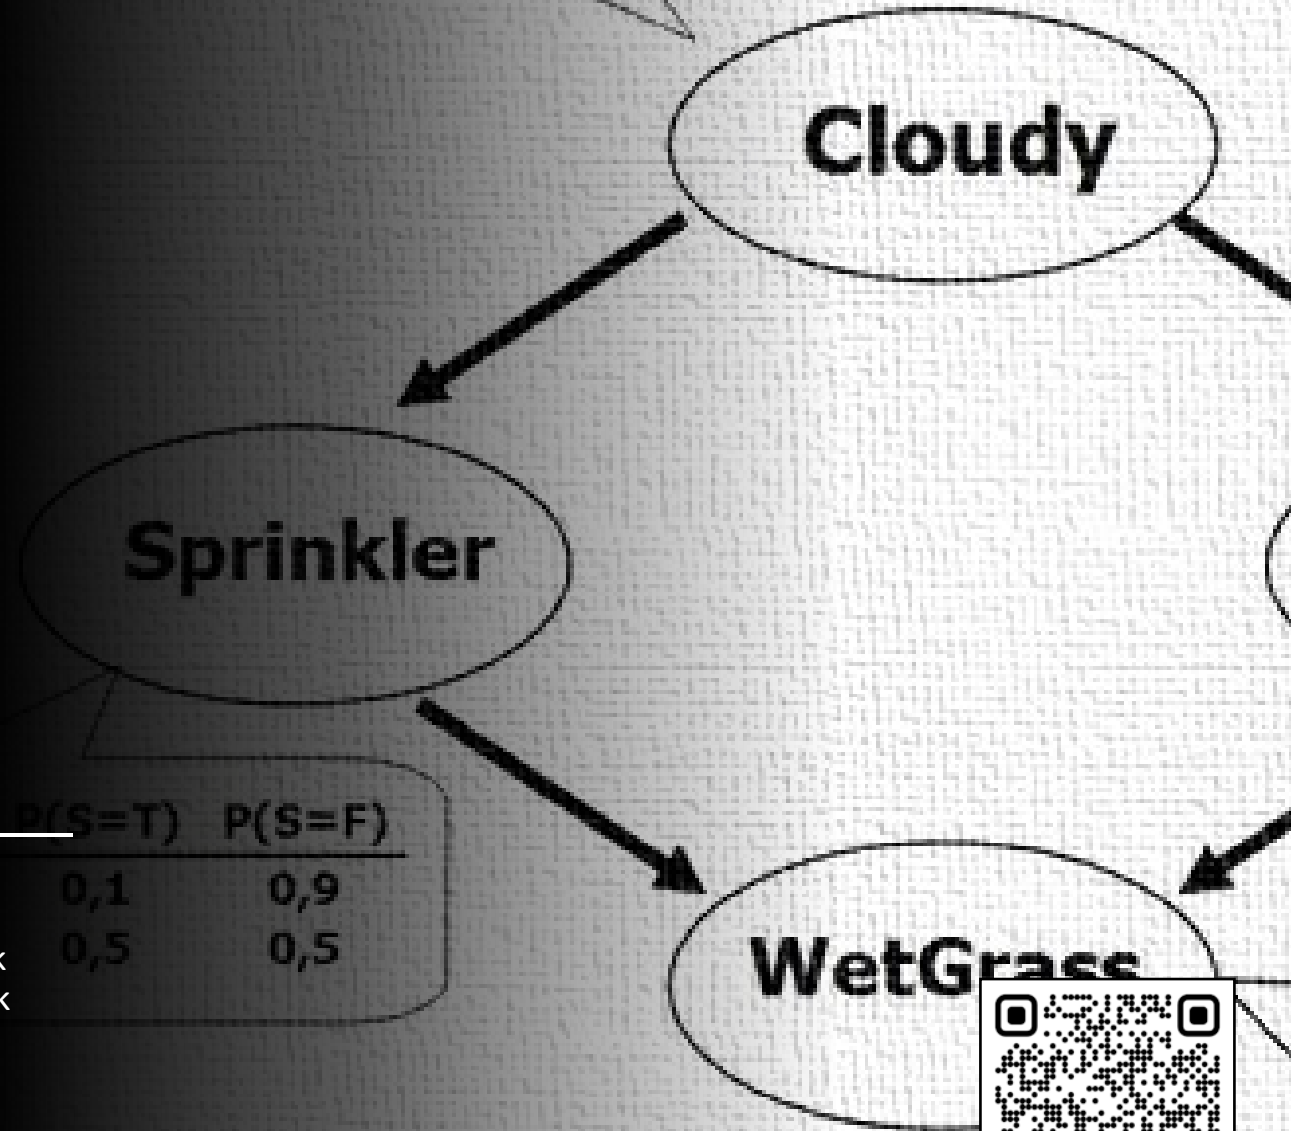 Cloudy
Sprinkler
P(S=T) P(S=F)
0,1 0,9
0,5 0,5
WetGrass
k
k